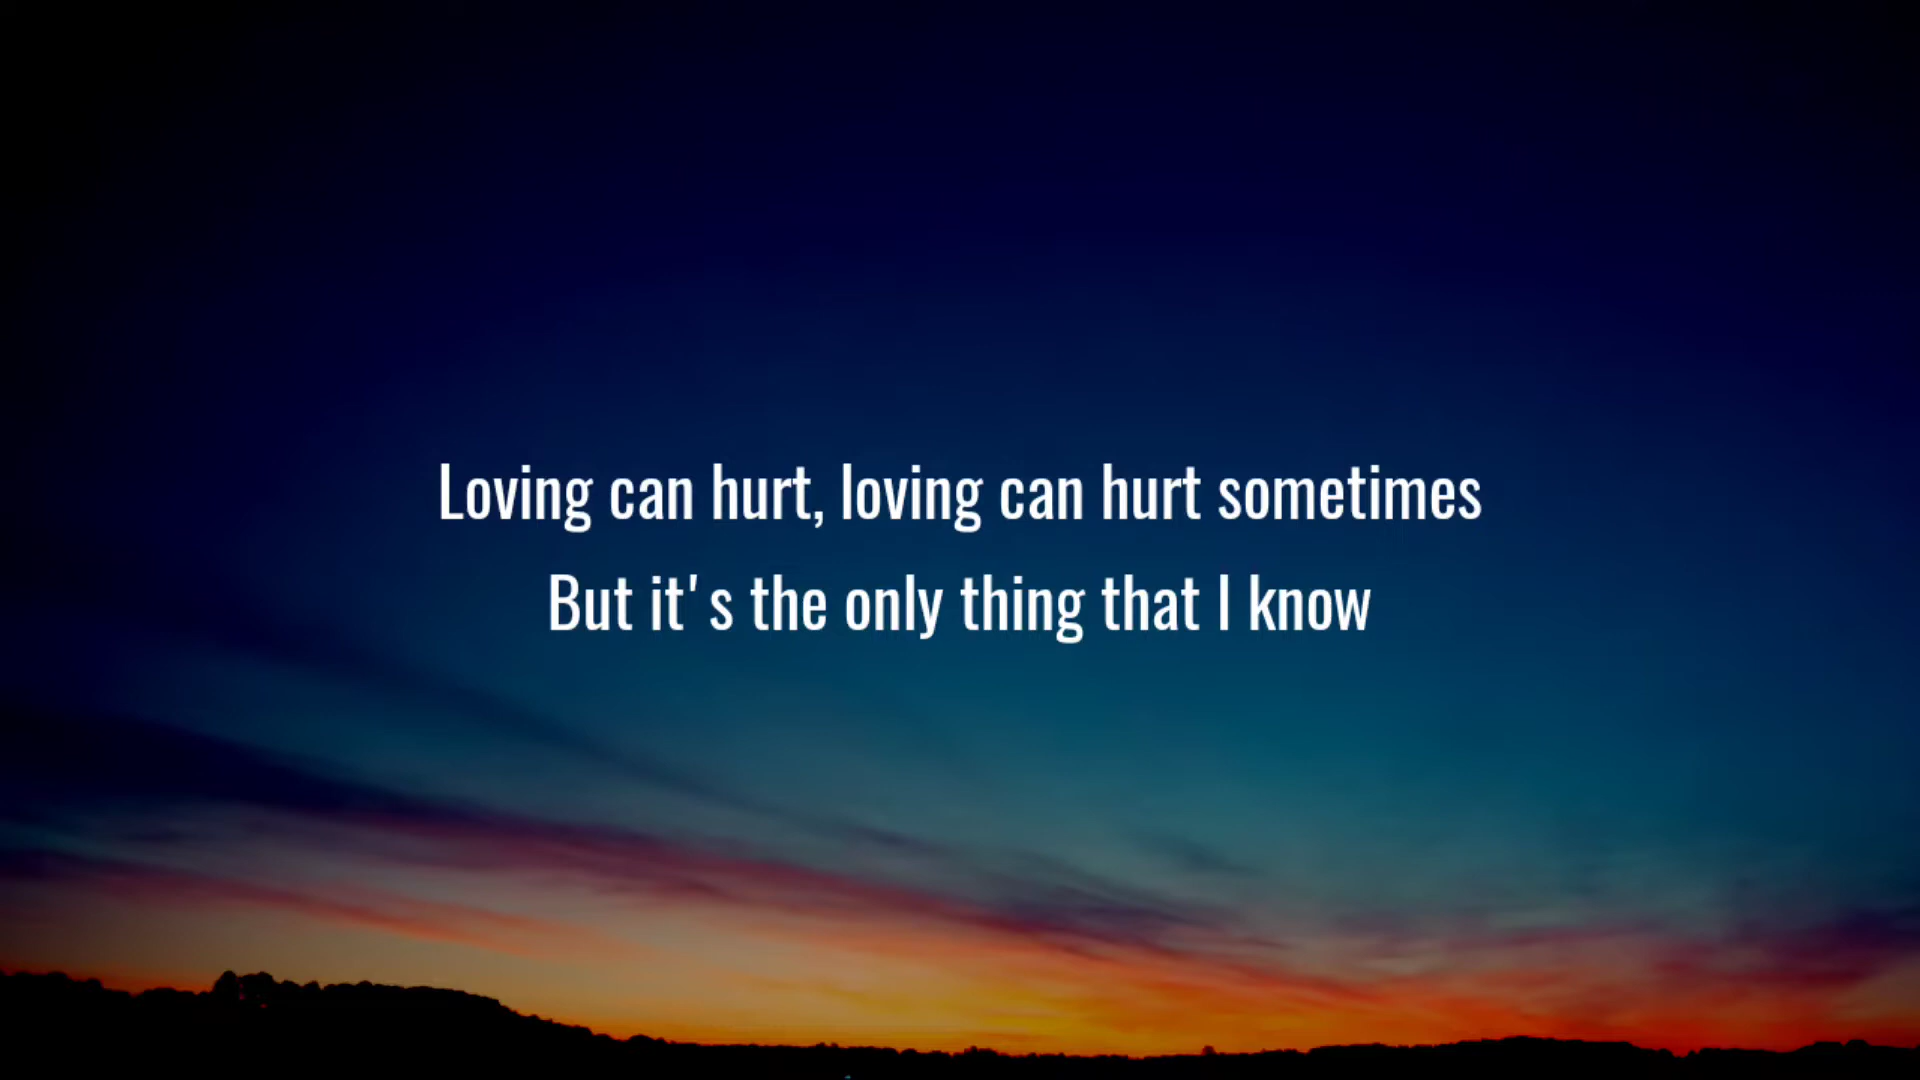 Loving can hurt, loving can hurt sometimes
But it's the only thing that I know